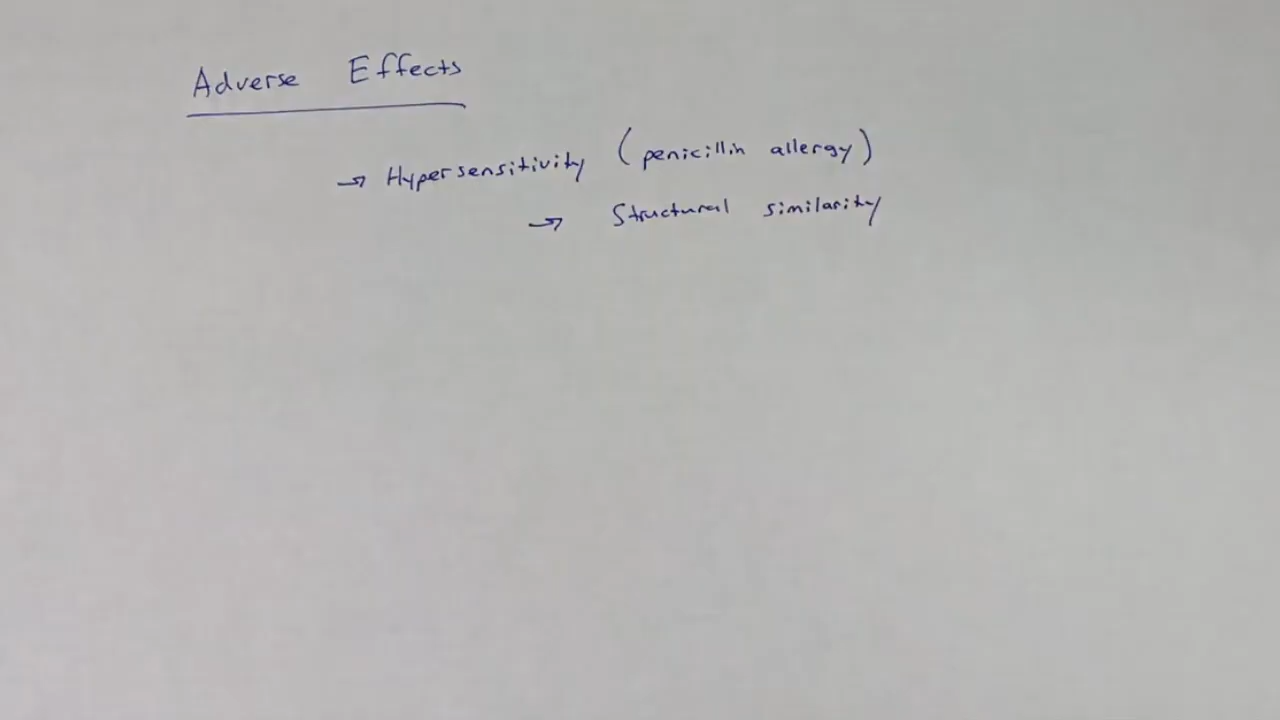 Adverse Effects
→ Hypersensitivity (penicillin allergy)
→ Structural similarity